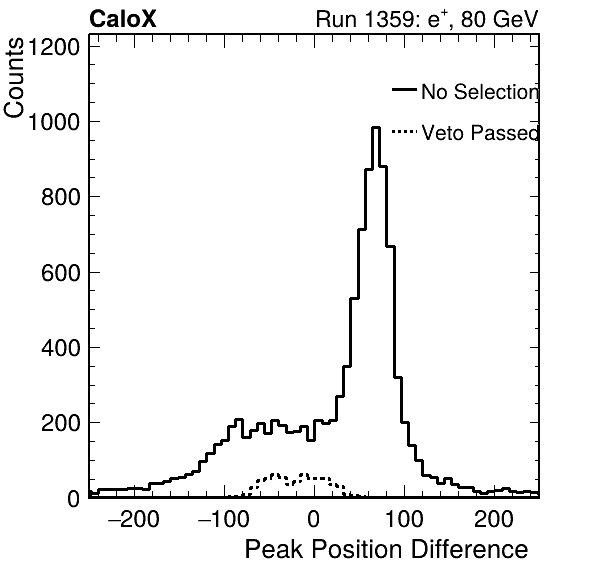 CaloX
Run 1359: e⁺, 80 GeV
Counts
1200
1000
800
600
400
200
0
No Selection
Veto Passed
−200
−100
0
100
200
Peak Position Difference